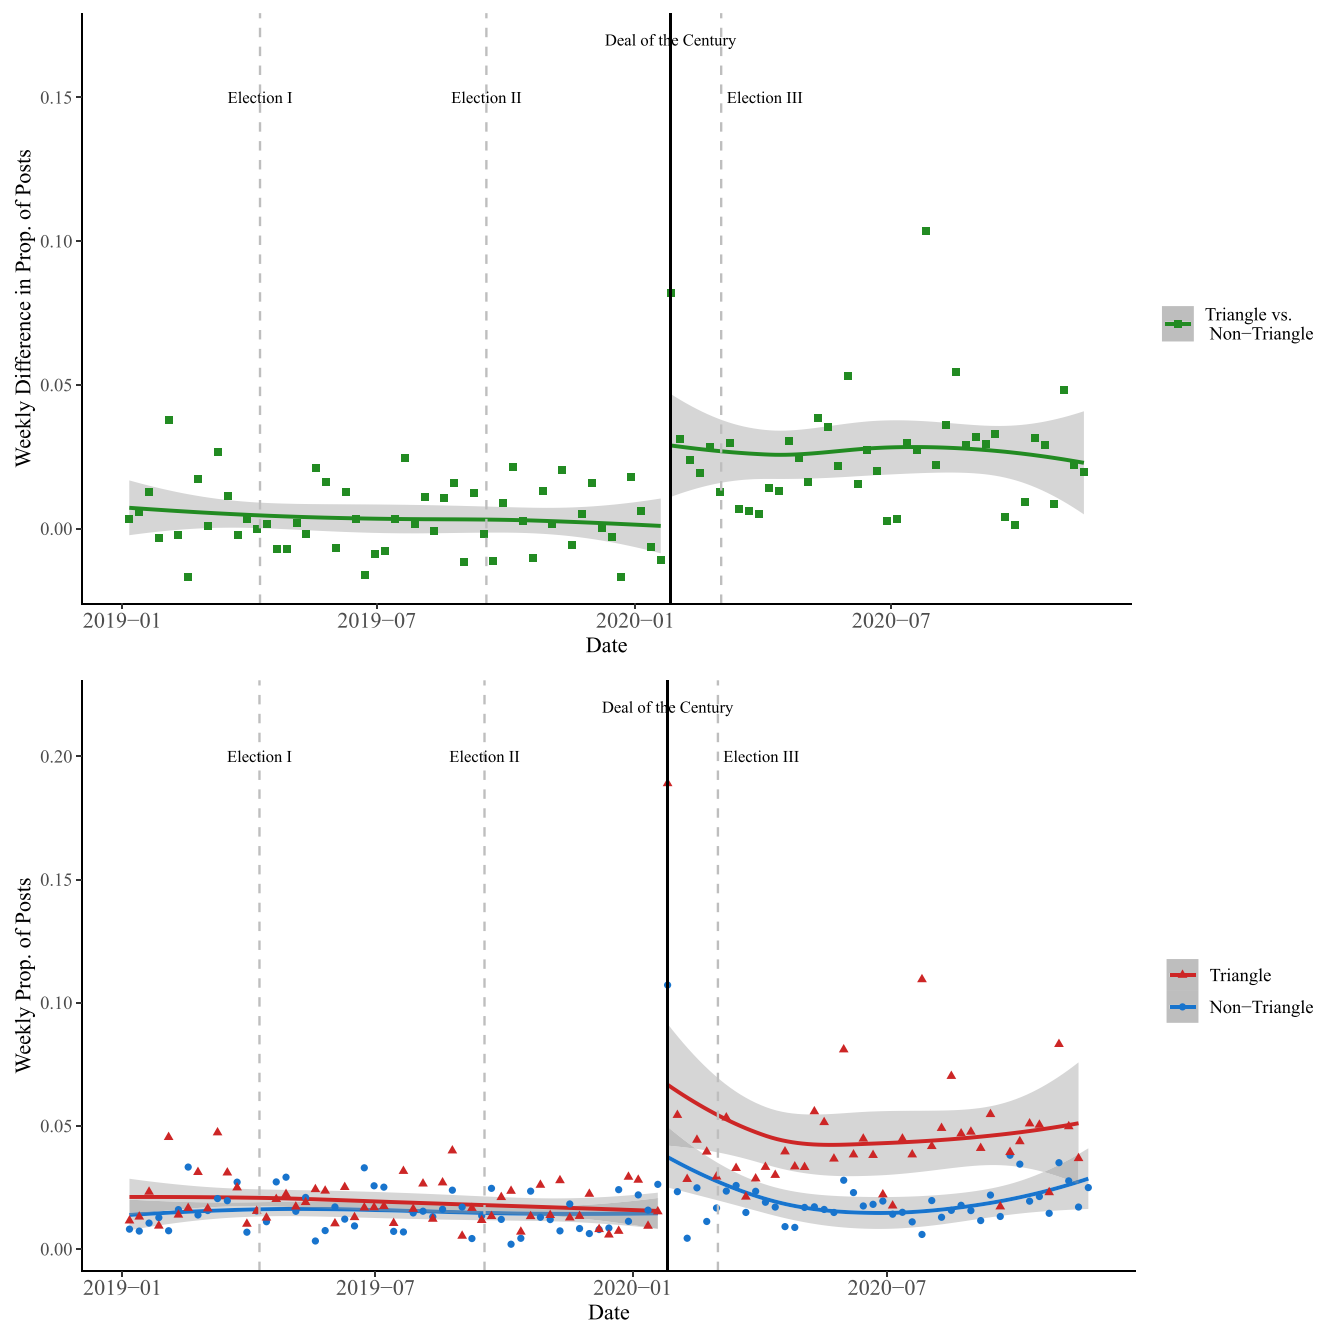 Deal of the Century
Election I
Election II
Election III
0.15
0.10
0.05
0.00
Weekly Difference in Prop. of Posts
2019−01
2019−07
2020−01
2020−07
Date
Triangle vs.
Non−Triangle
Deal of the Century
Election I
Election II
Election III
0.20
0.15
0.10
0.05
0.00
Weekly Prop. of Posts
2019−01
2019−07
2020−01
2020−07
Date
Triangle
Non−Triangle